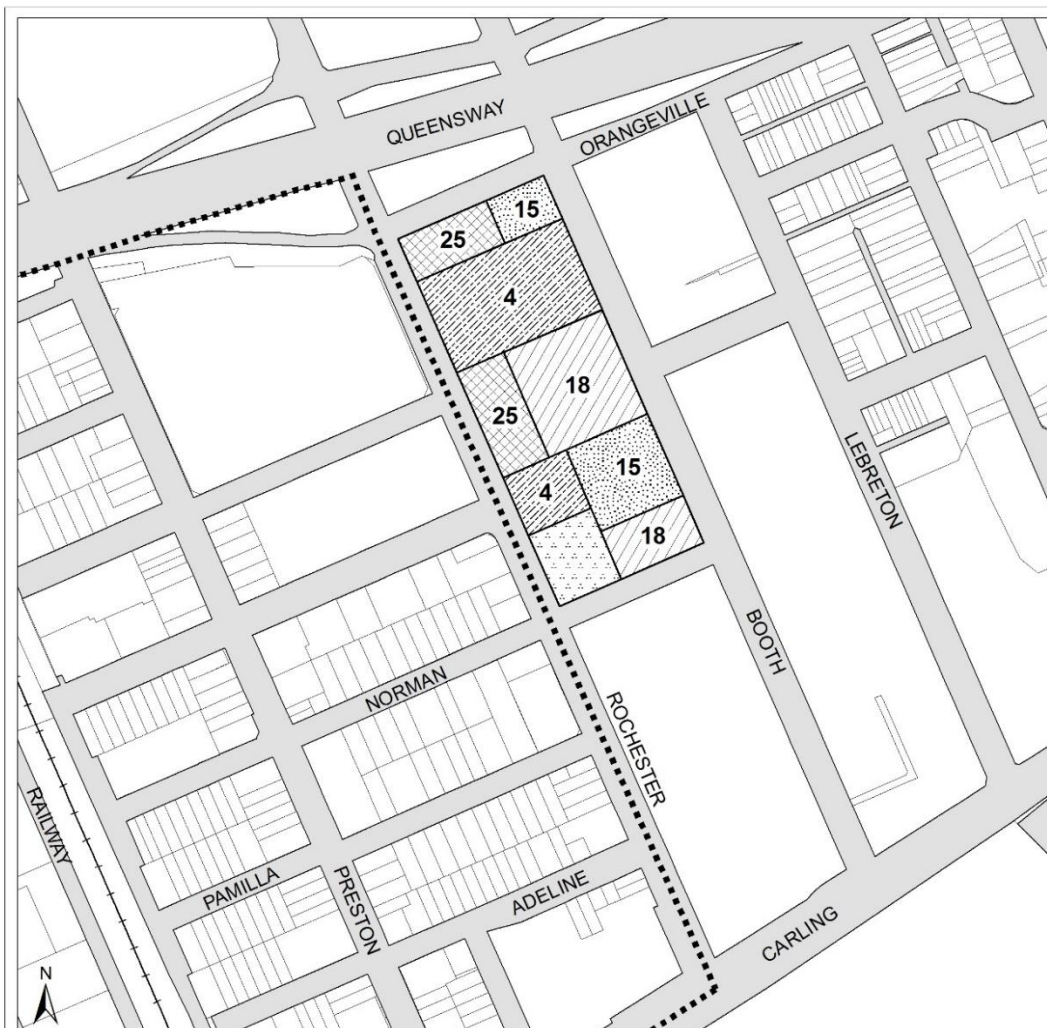 QUEENSWAY
ORANGEVILLE
15
25
4
18
25
15
4
18
LEBRETON
BOOTH
NORMAN
ROCHESTER
RAILWAY
PAMILLA
PRESTON
ADELINE
CARLING
N